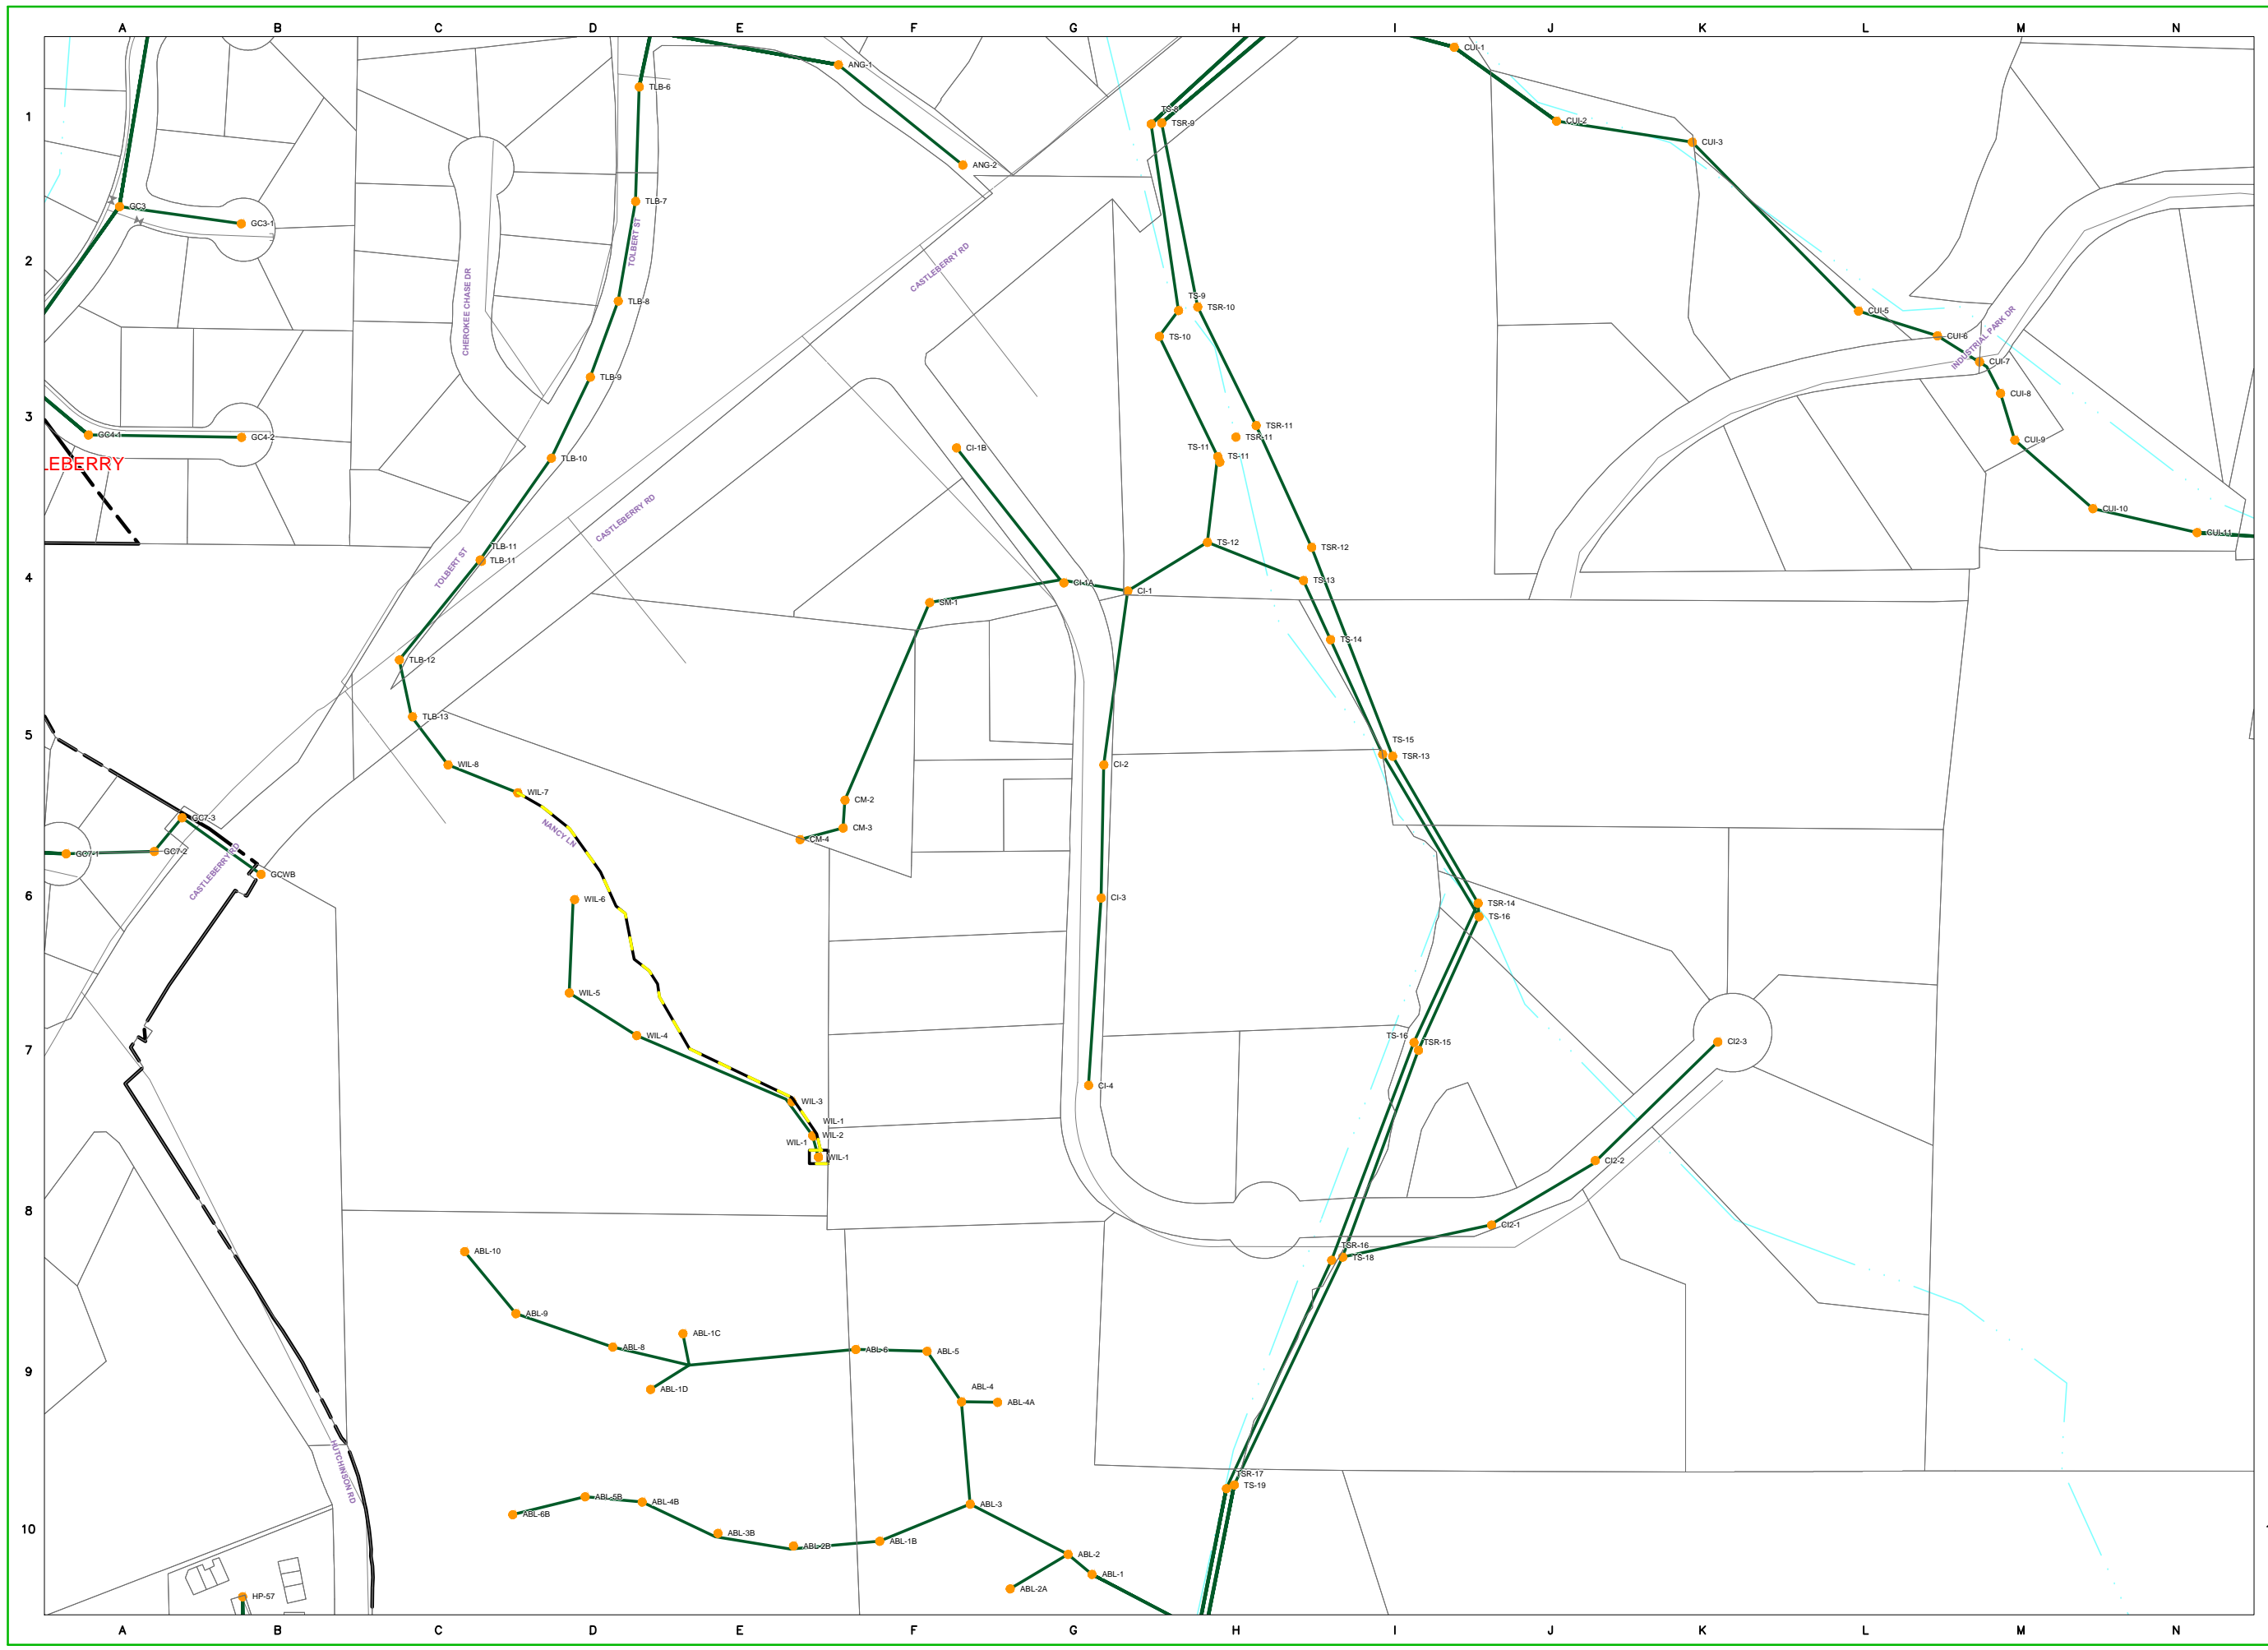 A B C D E F G H I J K L M N
CUI-1
ANG-1
TLB-6
TS-8
1
TSR-9
CUI-2
CUI-3
ANG-2
TLB-7
GC3
GC3-1
TOLBERT ST
2
CASTLEBERRY RD
CHEROKEE CHASE DR
TLB-8
TS-9
TSR-10
CUI-5
TS-10
CUI-6
INDUSTRIAL PARK DR
CUI-7
TLB-9
CUI-8
3
TSR-11
GC4-1
GC4-2
TSR-11
CUI-9
CI-1B
TS-11
TS-11
TLB-10
LEBERRY
CASTLEBERRY RD
CUI-10
CUI-11
TS-12
TLB-11
TSR-12
TLB-11
TOLBERT ST
4
TS-13
CI-1A
CI-1
SM-1
TS-14
TLB-12
TLB-13
5
TS-15
TSR-13
WIL-8
CI-2
WIL-7
CM-2
GC7-3
CM-3
NANCY LN
CM-4
GC7-1
GC7-2
CASTLEBERRY RD
GCWB
6
CI-3
WIL-6
TSR-14
TS-16
WIL-5
WIL-4
TS-16
TSR-15
CI2-3
7
CI-4
WIL-3
WIL-1
WIL-2
WIL-1
WIL-1
CI2-2
8
CI2-1
TSR-16
ABL-10
TS-18
ABL-9
ABL-1C
ABL-8
ABL-6
ABL-5
9
ABL-1D
ABL-4
ABL-4A
HUTCHINSON RD
TSR-17
TS-19
ABL-5B
ABL-4B
ABL-3
ABL-6B
10
ABL-3B
ABL-1B
ABL-2B
ABL-2
ABL-1
ABL-2A
HP-57
A B C D E F G H I J K L M N